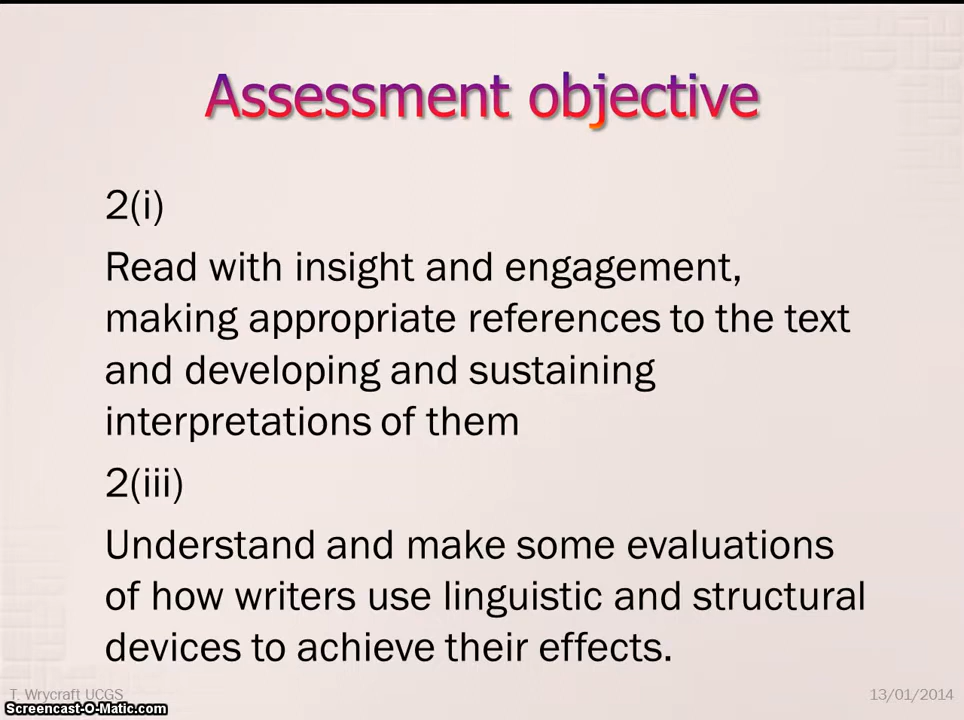 Assessment objective
2(i)
Read with insight and engagement,
making appropriate references to the text
and developing and sustaining
interpretations of them
2(iii)
Understand and make some evaluations
of how writers use linguistic and structural
devices to achieve their effects.
T. Wrycraft UCGS
13/01/2014
Screencast-O-Matic.com